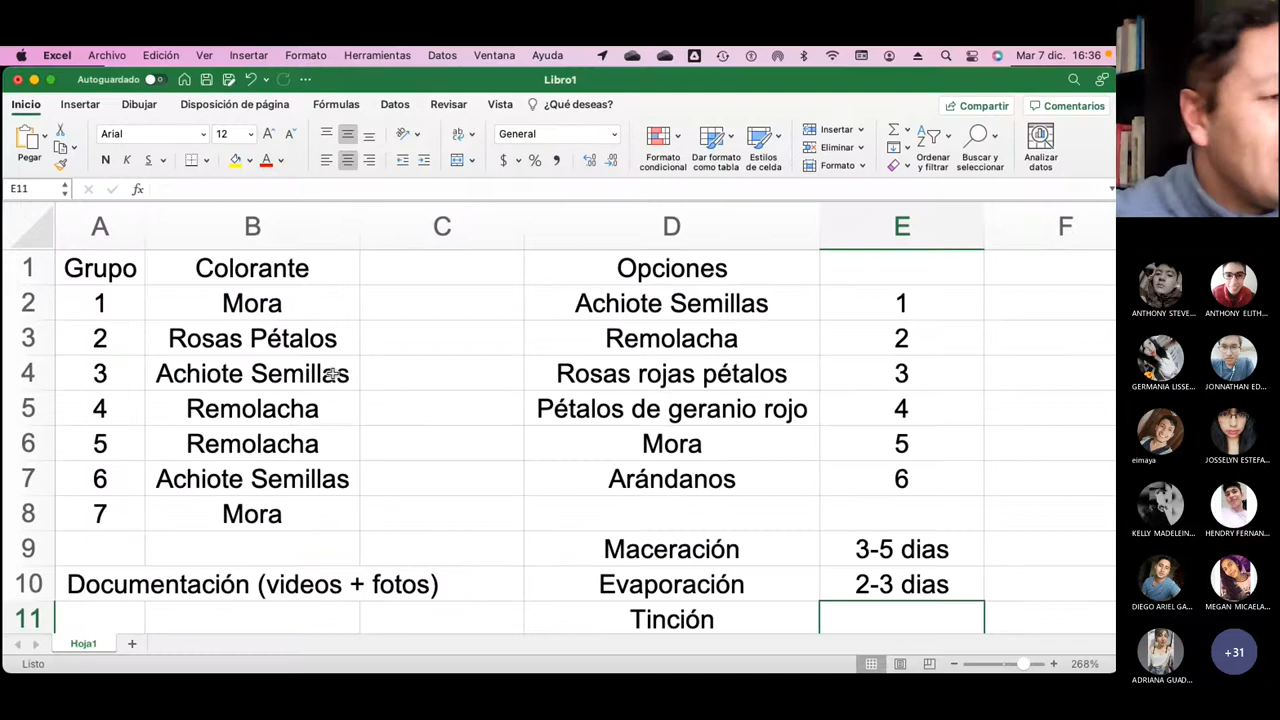 Excel Archivo Edición Ver Insertar Formato Herramientas Datos Ventana Ayuda Mar 7 dic. 16:36
Autoguardado Libro1
Inicio Insertar Dibujar Disposición de página Fórmulas Datos Revisar Vista ¿Qué deseas? Compartir Comentarios
Pegar Arial 12 General Formato condicional Dar formato como tabla Estilos de celda Insertar Eliminar Formato Ordenar y filtrar Buscar y seleccionar Analizar datos
N K S $ %
E11 fx
A B C D E F
1 Grupo Colorante Opciones
2 1 Mora Achiote Semillas 1
3 2 Rosas Pétalos Remolacha 2
4 3 Achiote Semillas Rosas rojas pétalos 3
5 4 Remolacha Pétalos de geranio rojo 4
6 5 Remolacha Mora 5
7 6 Achiote Semillas Arándanos 6
8 7 Mora
9 Maceración 3-5 dias
10 Documentación (videos + fotos) Evaporación 2-3 dias
11 Tinción
Hoja1
Listo 268%
ANTHONY STEVE... ANTHONY ELITH...
GERMANIA LISSE... JONNATHAN ED...
eimaya JOSSELYN ESTEFA...
KELLY MADELEIN... HENDRY FERNAN...
DIEGO ARIEL GA... MEGAN MICAELA...
+31
ADRIANA GUAD...